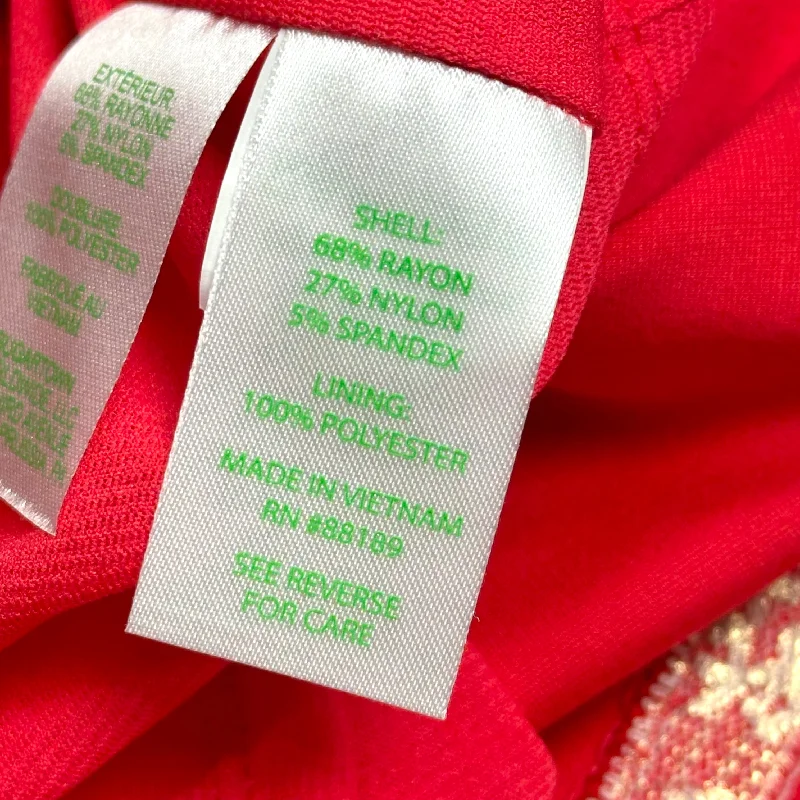 EXTÉRIEUR
68% RAYONNE
27% NYLON
5% SPANDEX
DOUBLURE:
100% POLYESTER
FABRIQUÉ AU
VIETNAM
SHELL:
68% RAYON
27% NYLON
5% SPANDEX
LINING:
100% POLYESTER
MADE IN VIETNAM
RN #88189
SEE REVERSE
FOR CARE